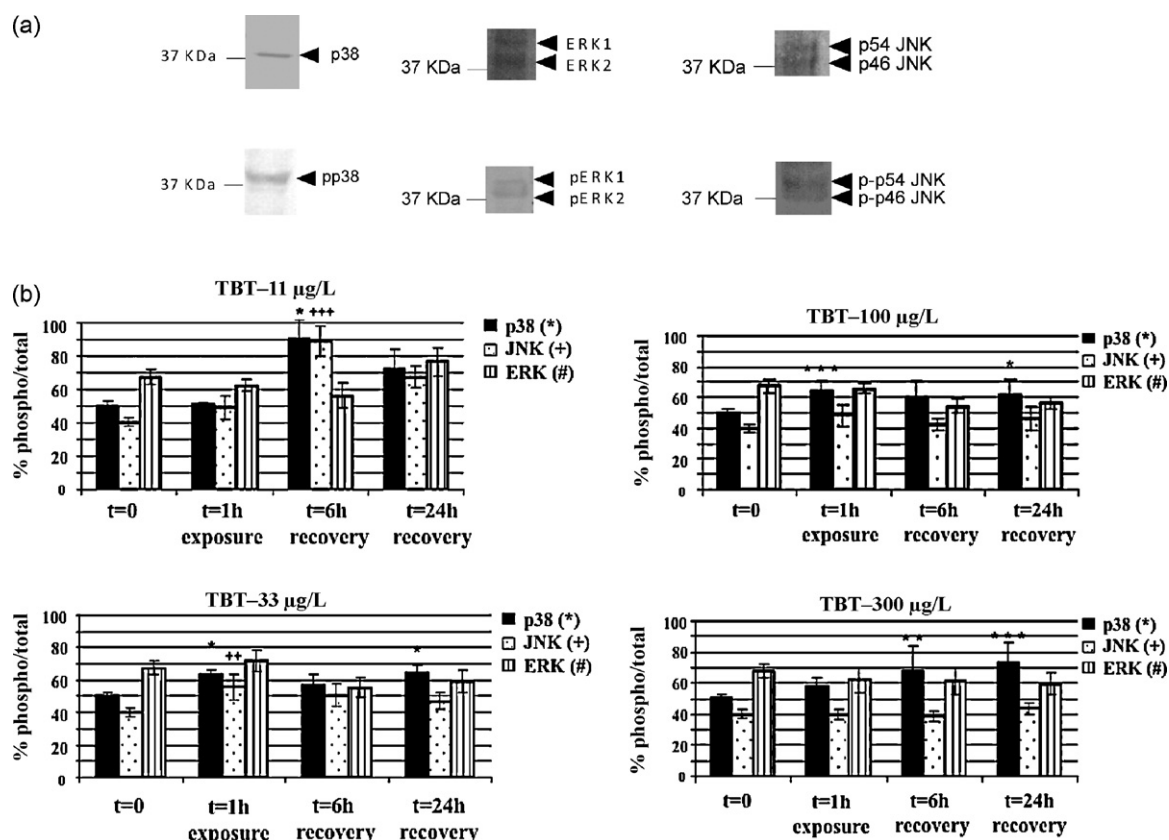 (a)
37 KDa p38
37 KDa ERK1
ERK2
37 KDa p54 JNK
p46 JNK
37 KDa pp38
37 KDa pERK1
pERK2
37 KDa p-p54 JNK
p-p46 JNK
(b)
TBT–11 µg/L
% phospho/total
100
80
60
40
20
0
* +++
p38 (*)
JNK (+)
ERK (#)
t=0 t=1h t=6h t=24h
exposure recovery recovery
TBT–100 µg/L
% phospho/total
100
80
60
40
20
0
*** *
p38 (*)
JNK (+)
ERK (#)
t=0 t=1h t=6h t=24h
exposure recovery recovery
TBT–33 µg/L
% phospho/total
100
80
60
40
20
0
* ++ *
p38 (*)
JNK (+)
ERK (#)
t=0 t=1h t=6h t=24h
exposure recovery recovery
TBT–300 µg/L
% phospho/total
100
80
60
40
20
0
** ***
p38 (*)
JNK (+)
ERK (#)
t=0 t=1h t=6h t=24h
exposure recovery recovery